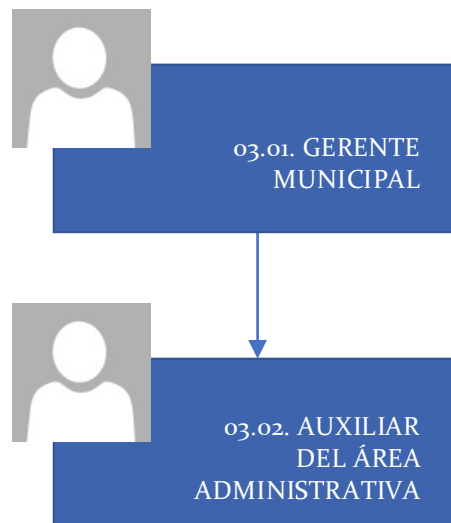 03.01. GERENTE
MUNICIPAL
03.02. AUXILIAR
DEL ÁREA
ADMINISTRATIVA